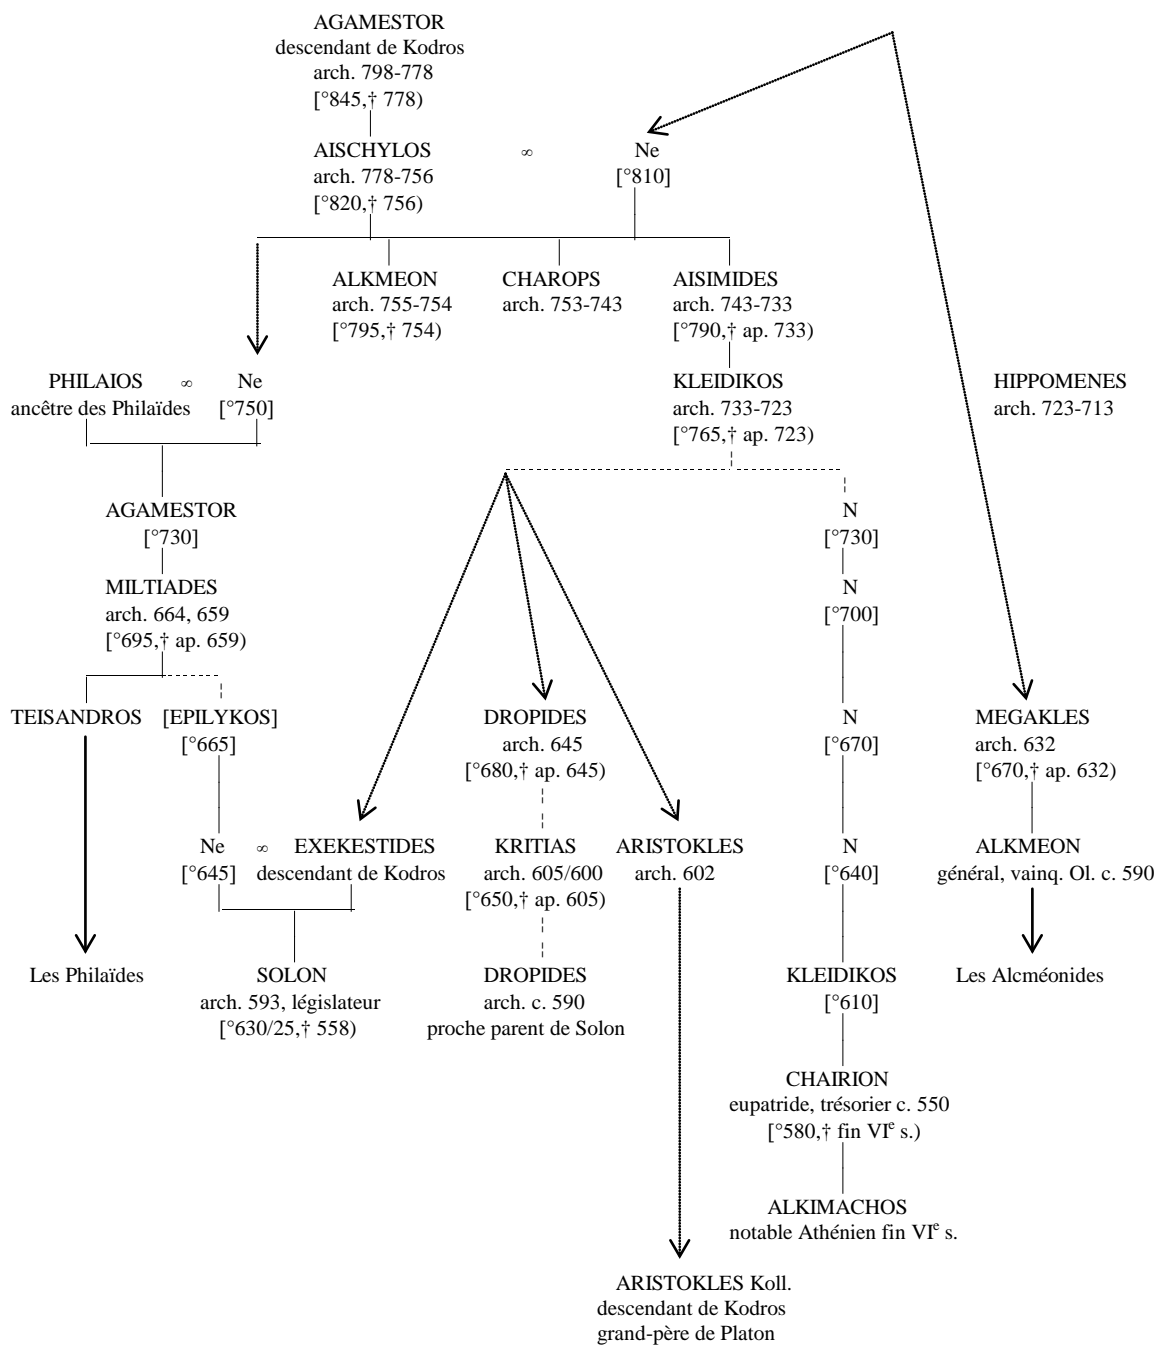 AGAMESTOR
descendant de Kodros
arch. 798-778
[°845,† 778)
AISCHYLOS ∞ Ne
arch. 778-756 [°810]
[°820,† 756)
ALKMEON CHAROPS AISIMIDES
arch. 755-754 arch. 753-743 arch. 743-733
[°795,† 754) [°790,† ap. 733)
PHILAIOS ∞ Ne KLEIDIKOS HIPPOMENES
ancêtre des Philaïdes [°750] arch. 733-723 arch. 723-713
[°765,† ap. 723)
AGAMESTOR N
[°730] [°730]
MILTIADES N
arch. 664, 659 [°700]
[°695,† ap. 659)
TEISANDROS [EPILYKOS] DROPIDES N MEGAKLES
[°665] arch. 645 [°670] arch. 632
[°680,† ap. 645) [°670,† ap. 632)
Ne ∞ EXEKESTIDES KRITIAS ARISTOKLES N ALKMEON
[°645] descendant de Kodros arch. 605/600 arch. 602 [°640] général, vainq. Ol. c. 590
[°650,† ap. 605)
Les Philaïdes SOLON DROPIDES KLEIDIKOS Les Alcméonides
arch. 593, législateur arch. c. 590 [°610]
[°630/25,† 558) proche parent de Solon
CHAIRION
eupatride, trésorier c. 550
[°580,† fin VIe s.)
ALKIMACHOS
notable Athénien fin VIe s.
ARISTOKLES Koll.
descendant de Kodros
grand-père de Platon